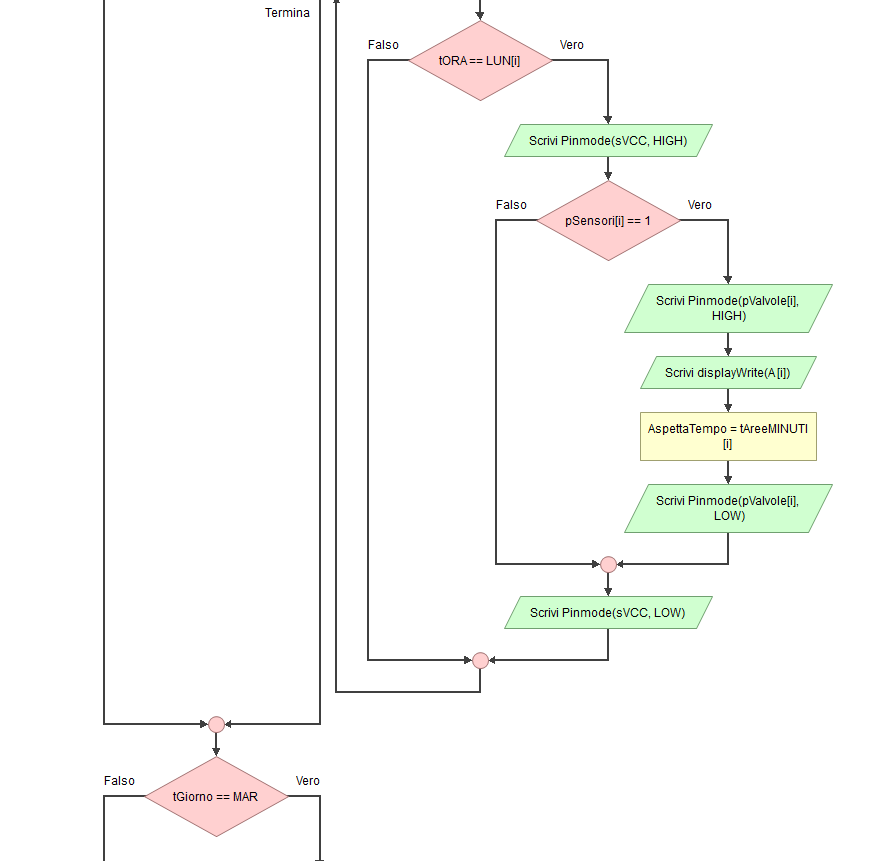 Termina
Falso
Vero
tORA == LUN[i]
Scrivi Pinmode(sVCC, HIGH)
Falso
Vero
pSensori[i] == 1
Scrivi Pinmode(pValvole[i],
HIGH)
Scrivi displayWrite(A[i])
AspettaTempo = tAreeMINUTI
[i]
Scrivi Pinmode(pValvole[i],
LOW)
Scrivi Pinmode(sVCC, LOW)
Falso
Vero
tGiorno == MAR